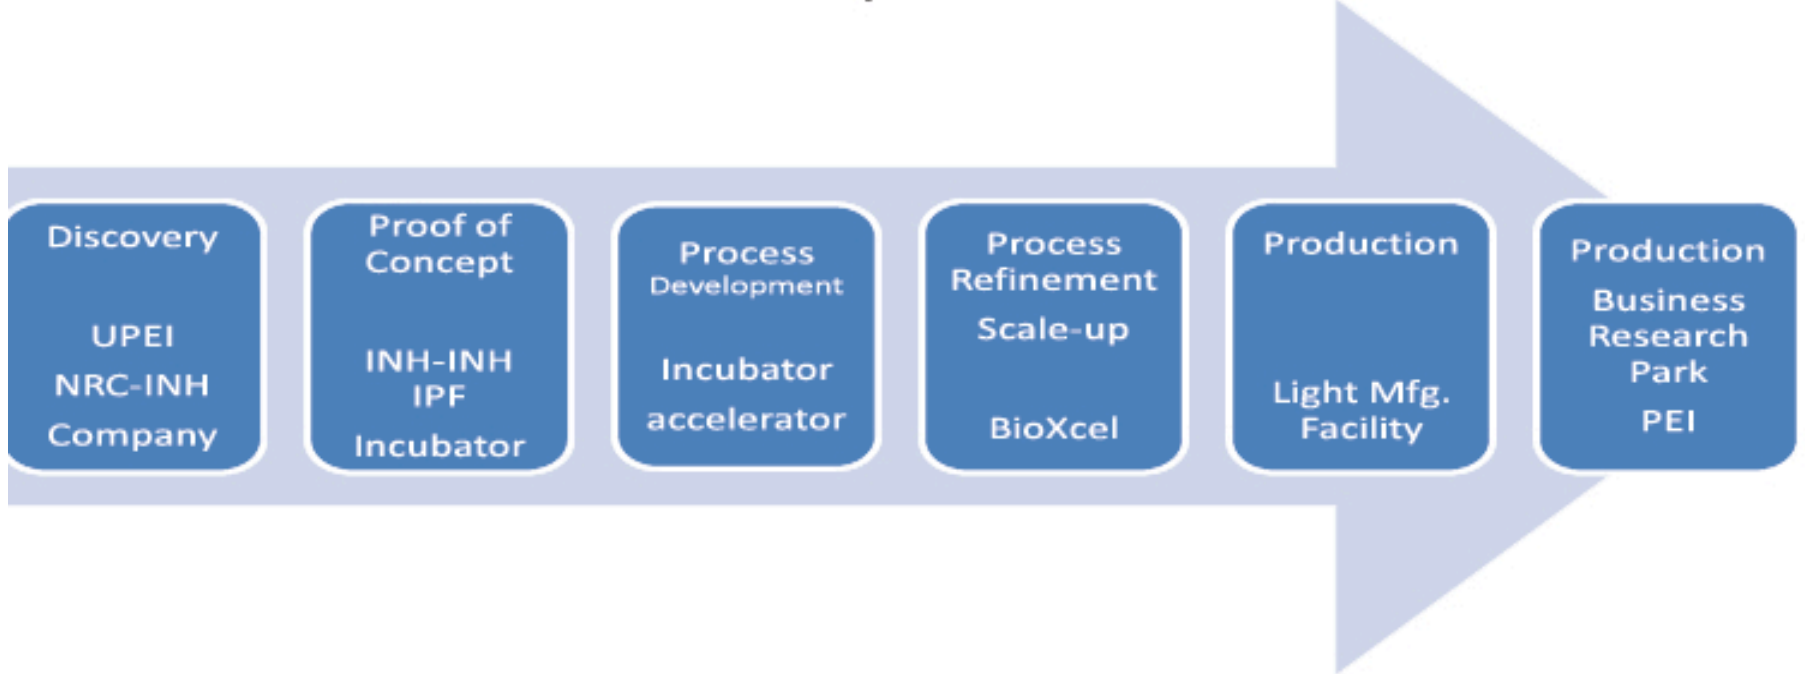 Discovery
UPEI
NRC-INH
Company
Proof of
Concept
INH-INH
IPF
Incubator
Process
Development
Incubator
accelerator
Process
Refinement
Scale-up
BioXcel
Production
Light Mfg.
Facility
Production
Business
Research
Park
PEI